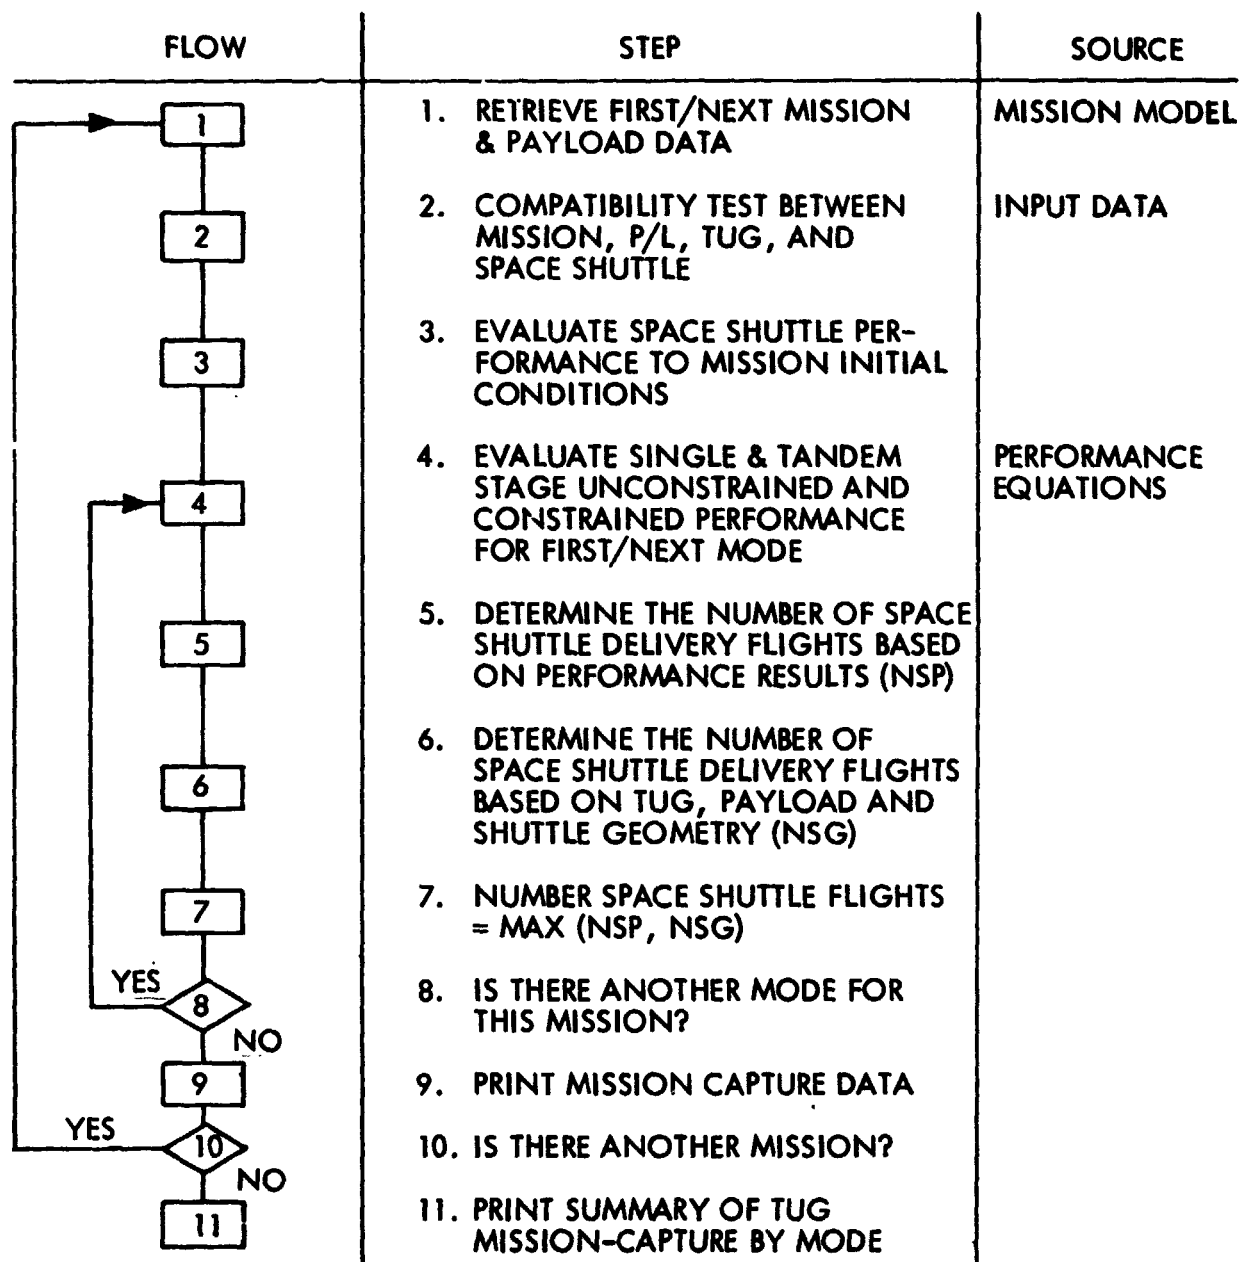 FLOW STEP SOURCE
1 1. RETRIEVE FIRST/NEXT MISSION MISSION MODEL
& PAYLOAD DATA
2 2. COMPATIBILITY TEST BETWEEN INPUT DATA
MISSION, P/L, TUG, AND
SPACE SHUTTLE
3 3. EVALUATE SPACE SHUTTLE PER-
FORMANCE TO MISSION INITIAL
CONDITIONS
4 4. EVALUATE SINGLE & TANDEM PERFORMANCE
STAGE UNCONSTRAINED AND EQUATIONS
CONSTRAINED PERFORMANCE
FOR FIRST/NEXT MODE
5 5. DETERMINE THE NUMBER OF SPACE
SHUTTLE DELIVERY FLIGHTS BASED
ON PERFORMANCE RESULTS (NSP)
6 6. DETERMINE THE NUMBER OF
SPACE SHUTTLE DELIVERY FLIGHTS
BASED ON TUG, PAYLOAD AND
SHUTTLE GEOMETRY (NSG)
7 7. NUMBER SPACE SHUTTLE FLIGHTS
= MAX (NSP, NSG)
YES 8 NO 8. IS THERE ANOTHER MODE FOR
THIS MISSION?
9 9. PRINT MISSION CAPTURE DATA
YES 10 NO 10. IS THERE ANOTHER MISSION?
11 11. PRINT SUMMARY OF TUG
MISSION-CAPTURE BY MODE